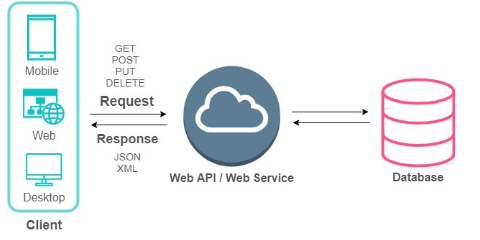 Mobile
Web
Desktop
Client
GET
POST
PUT
DELETE
Request
Response
JSON
XML
Web API / Web Service
Database